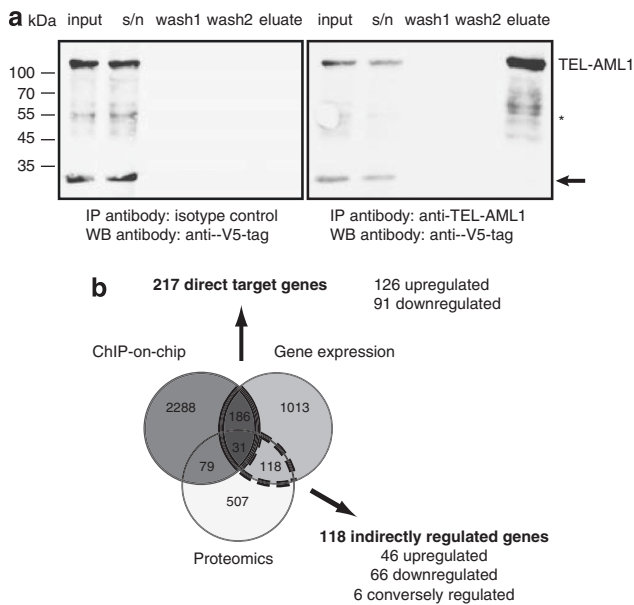 a kDa input s/n wash1 wash2 eluate input s/n wash1 wash2 eluate
100
70
55
45
35
TEL-AML1
*
IP antibody: isotype control
WB antibody: anti--V5-tag
IP antibody: anti-TEL-AML1
WB antibody: anti--V5-tag
b
217 direct target genes
126 upregulated
91 downregulated
ChIP-on-chip
Gene expression
2288
186
1013
31
79
118
507
Proteomics
118 indirectly regulated genes
46 upregulated
66 downregulated
6 conversely regulated